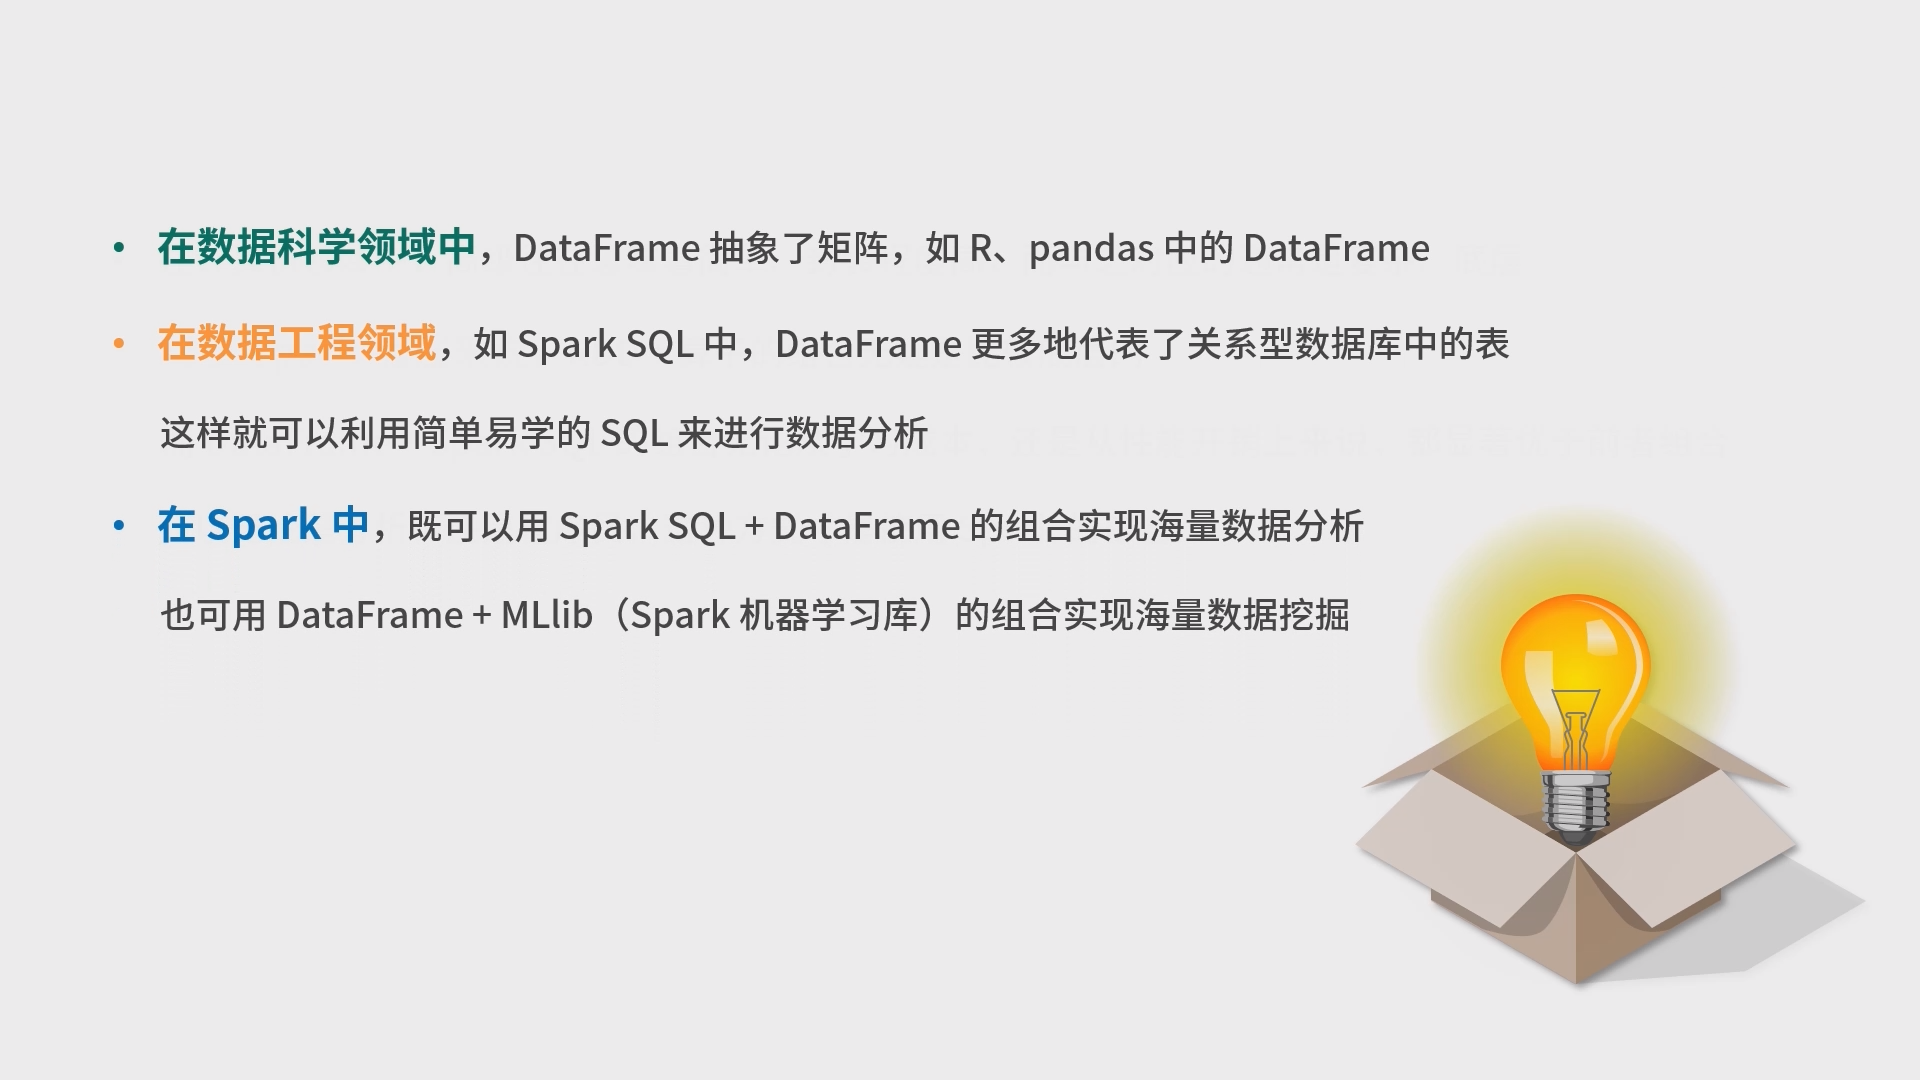 • 在数据科学领域中，DataFrame 抽象了矩阵，如 R、pandas 中的 DataFrame
• 在数据工程领域，如 Spark SQL 中，DataFrame 更多地代表了关系型数据库中的表
这样就可以利用简单易学的 SQL 来进行数据分析
• 在 Spark 中，既可以用 Spark SQL + DataFrame 的组合实现海量数据分析
也可用 DataFrame + MLlib（Spark 机器学习库）的组合实现海量数据挖掘